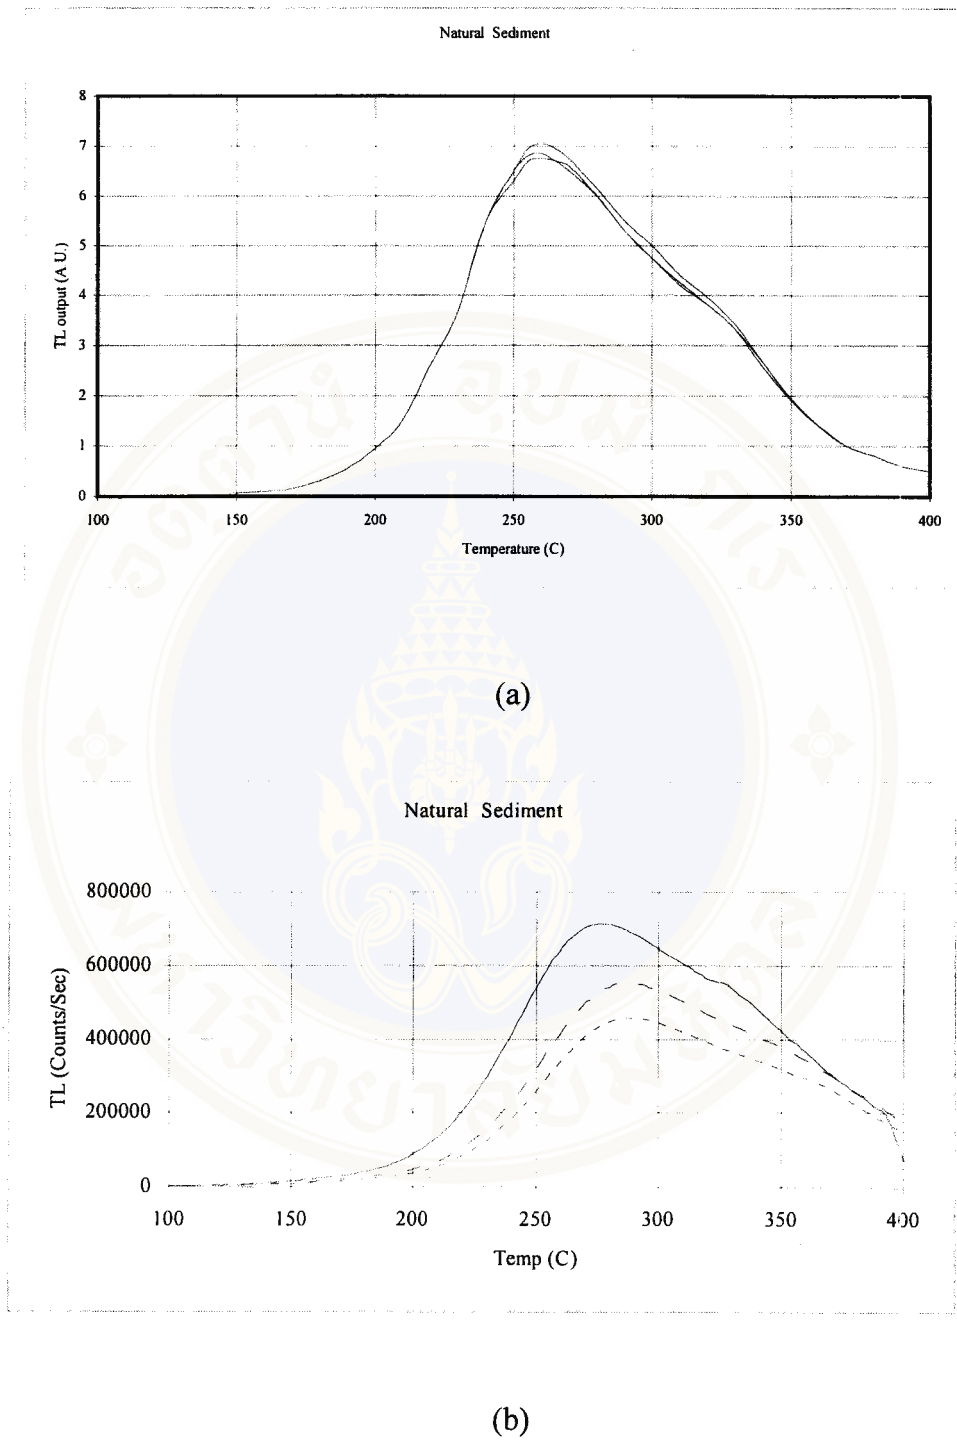 Natural Sediment
8
7
6
5
4
3
2
1
0
TL output (A U.)
100 150 200 250 300 350 400
Temperature (C)
(a)
Natural Sediment
800000
600000
400000
200000
0
TL (Counts/Sec)
100 150 200 250 300 350 400
Temp (C)
(b)